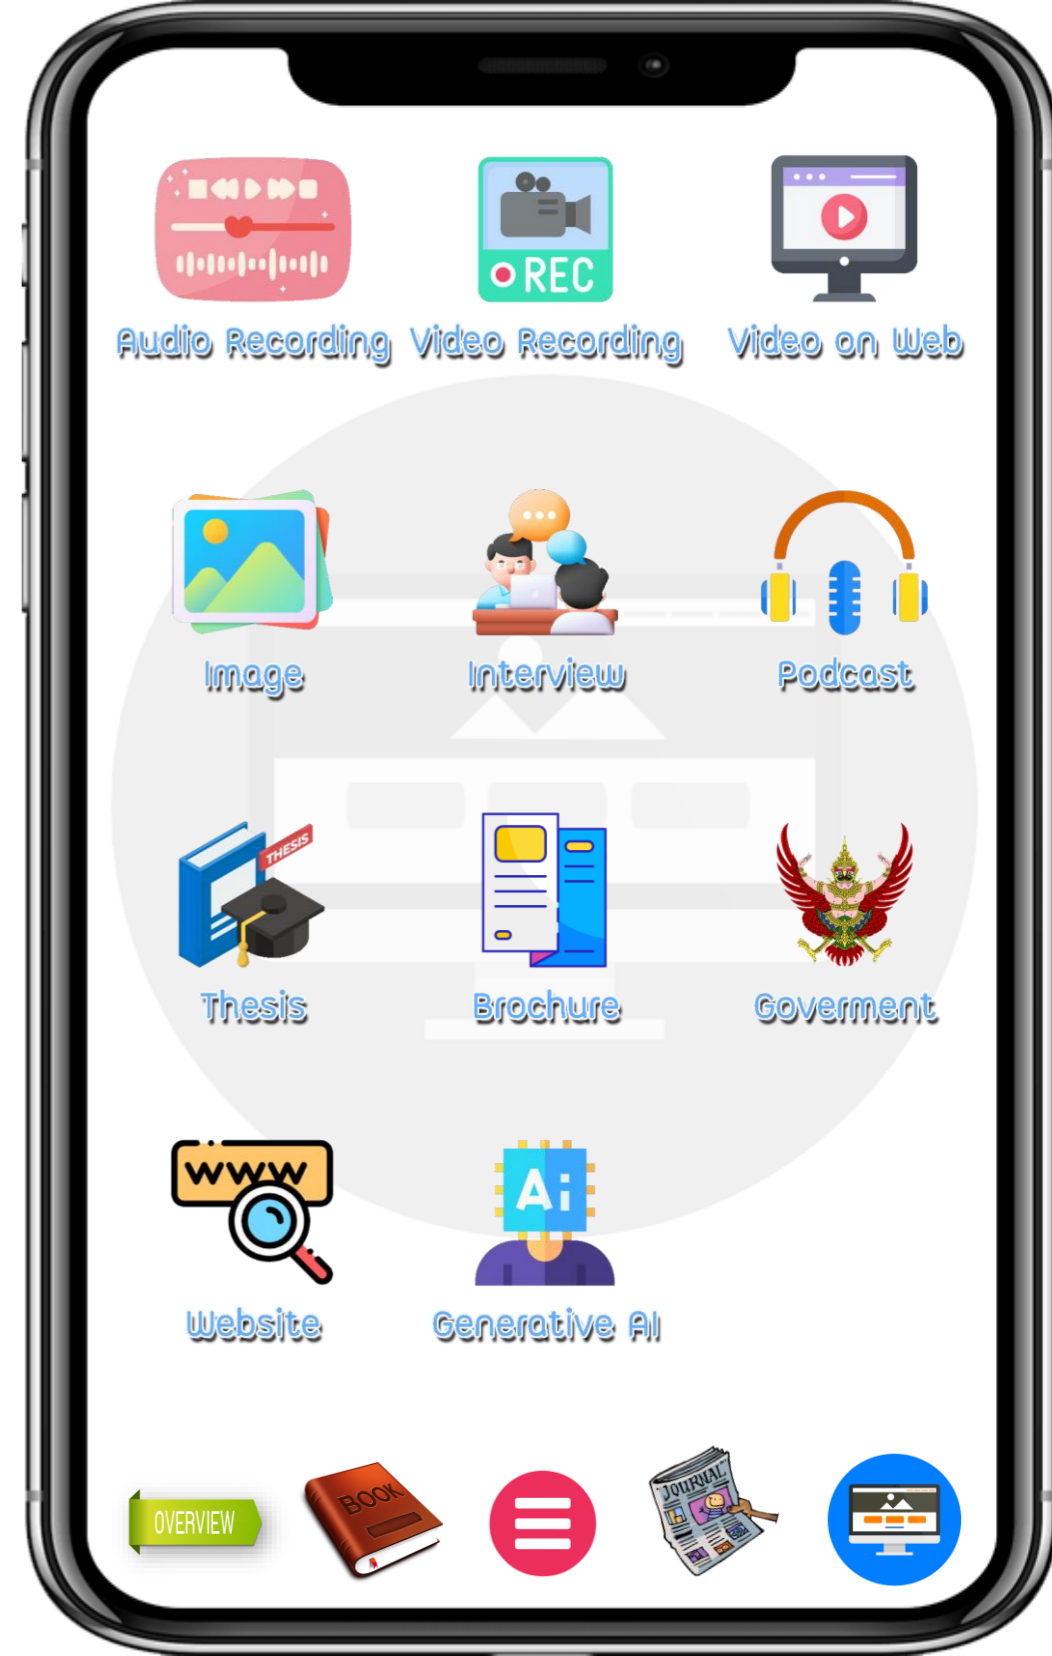 REC
Audio Recording Video Recording Video on Web
Image Interview Podcast
THESIS
Thesis Brochure Goverment
www
Ai
Website Generative AI
OVERVIEW
BOOK
JOURNAL